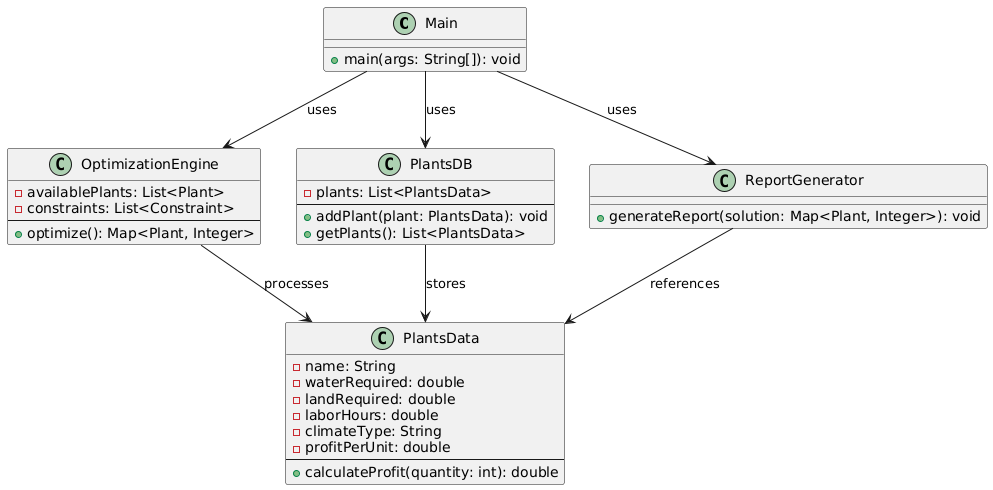 C Main
main(args: String[]): void
uses
uses
uses
C OptimizationEngine
availablePlants: List<Plant>
constraints: List<Constraint>
optimize(): Map<Plant, Integer>
C PlantsDB
plants: List<PlantsData>
addPlant(plant: PlantsData): void
getPlants(): List<PlantsData>
C ReportGenerator
generateReport(solution: Map<Plant, Integer>): void
processes
stores
references
C PlantsData
name: String
waterRequired: double
landRequired: double
laborHours: double
climateType: String
profitPerUnit: double
calculateProfit(quantity: int): double